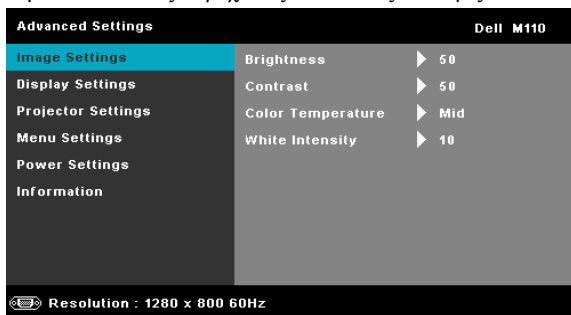 Advanced Settings Dell M110
Image Settings
Display Settings
Projector Settings
Menu Settings
Power Settings
Information
Brightness 50
Contrast 50
Color Temperature Mid
White Intensity 10
Resolution : 1280 x 800 60Hz